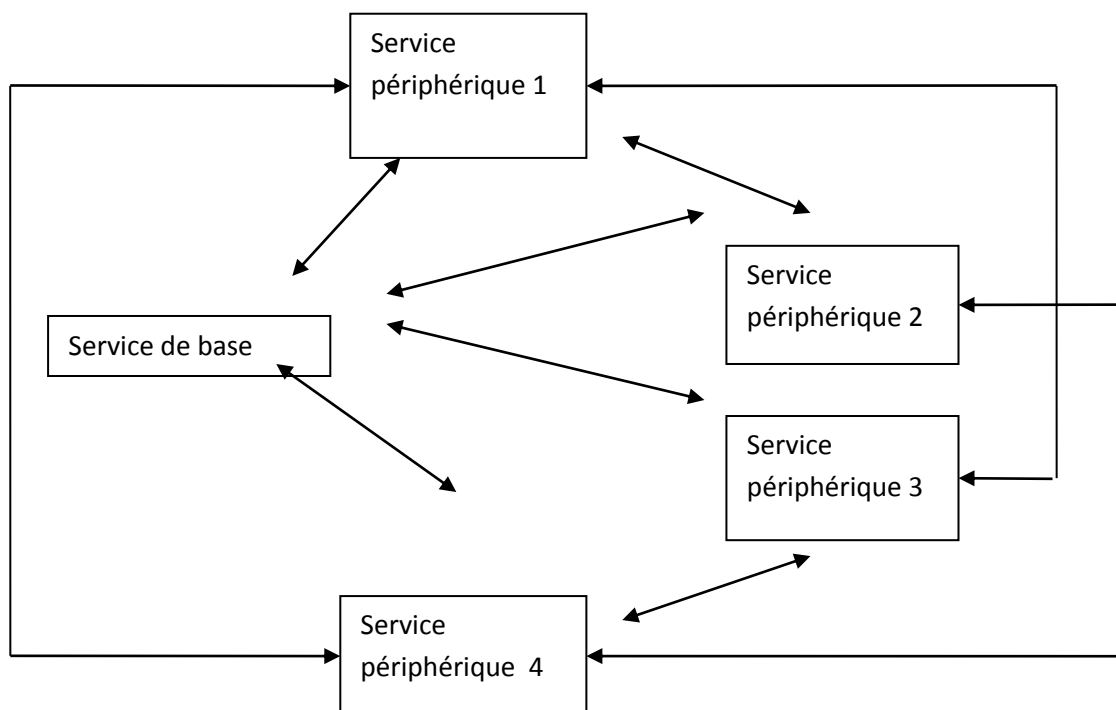 Service
périphérique 1
Service
périphérique 2
Service de base
Service
périphérique 3
Service
périphérique 4